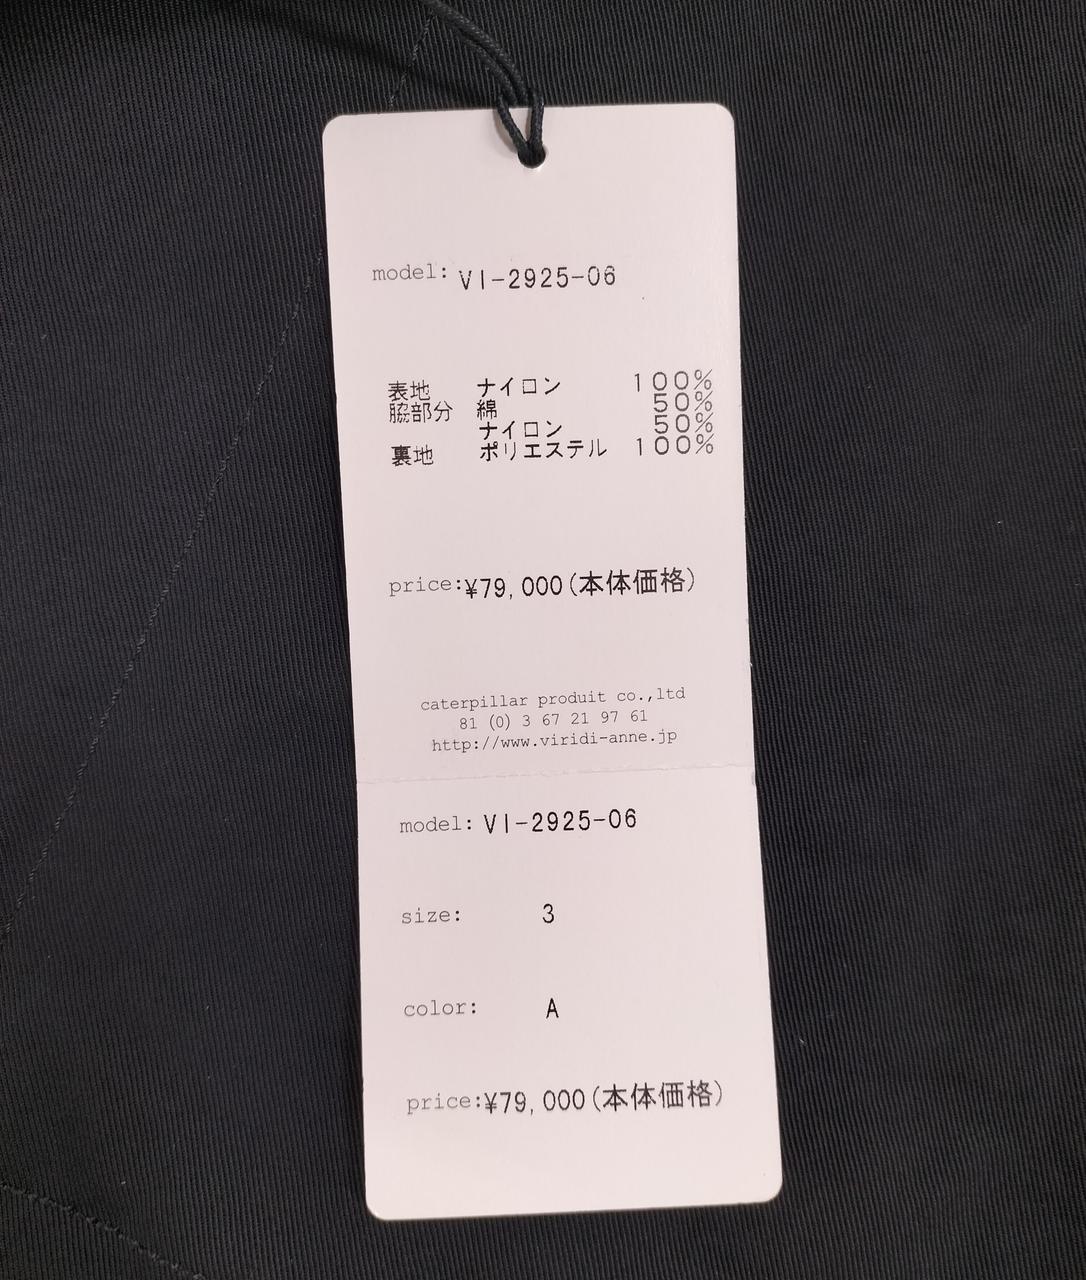 model: VI-2925-06
表地 ナイロン 100%
脇部分 綿 50%
ナイロン 50%
裏地 ポリエステル 100%
price:¥79,000(本体価格)
caterpillar produit co.,ltd
81 (0) 3 67 21 97 61
http://www.viridi-anne.jp
model: VI-2925-06
size: 3
color: A
price:¥79,000(本体価格)